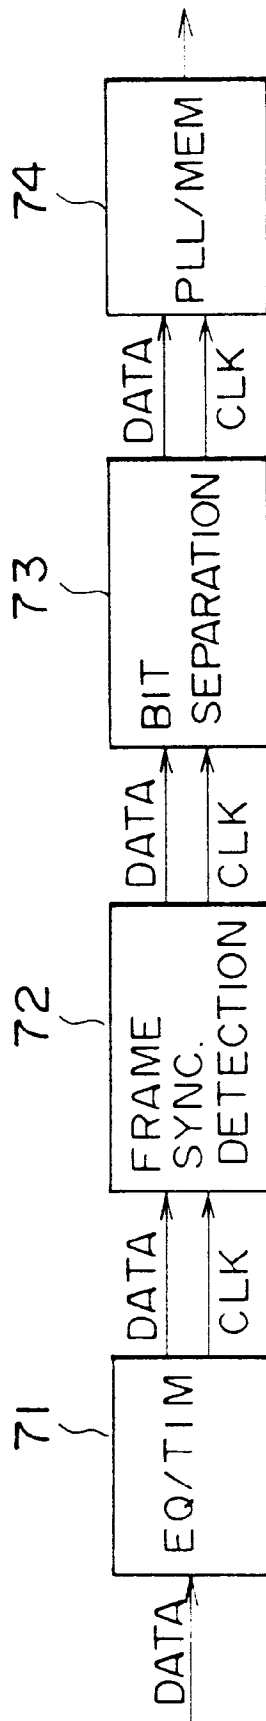 DATA
71
EQ/TIM
DATA
CLK
72
FRAME
SYNC.
DETECTION
DATA
CLK
73
BIT
SEPARATION
DATA
CLK
74
PLL/MEM